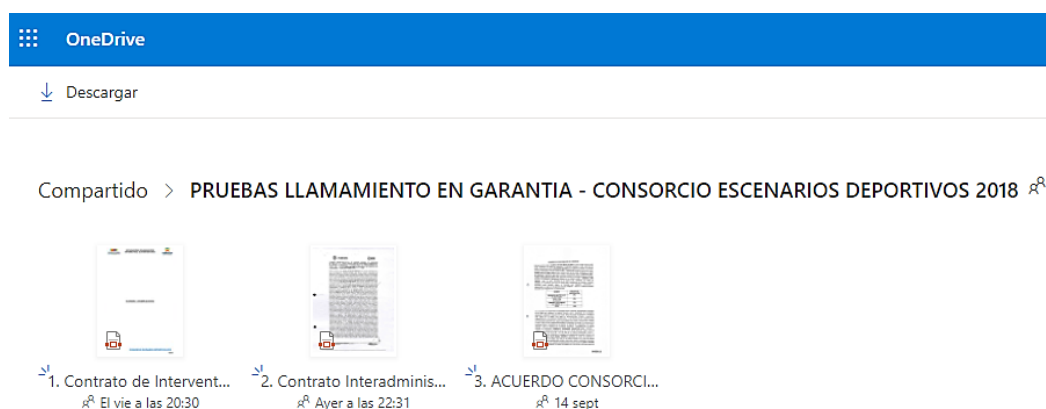 OneDrive
Descargar
Compartido > PRUEBAS LLAMAMIENTO EN GARANTIA - CONSORCIO ESCENARIOS DEPORTIVOS 2018
1. Contrato de Intervent... 2. Contrato Interadminis... 3. ACUERDO CONSORCI...
El vie a las 20:30 Ayer a las 22:31 14 sept